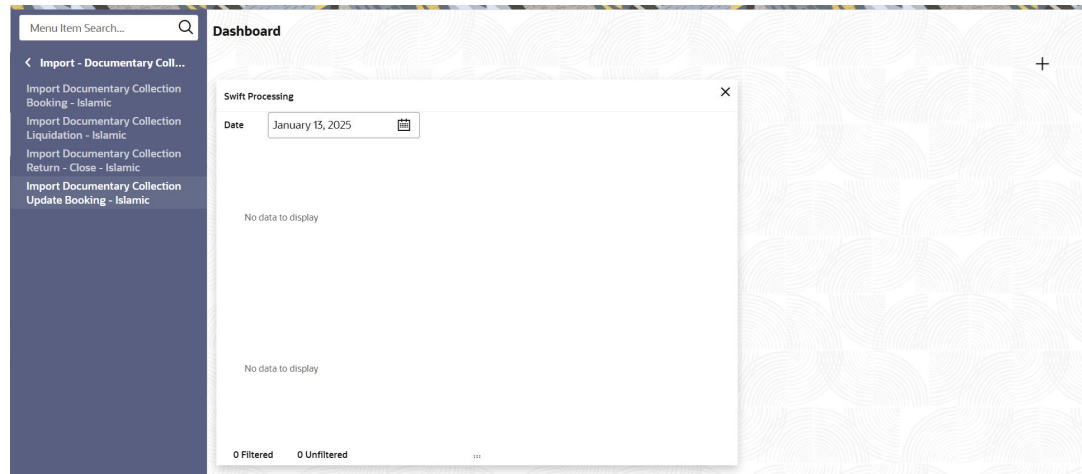 Menu Item Search...
Import - Documentary Coll...
Import Documentary Collection
Booking - Islamic
Import Documentary Collection
Liquidation - Islamic
Import Documentary Collection
Return - Close - Islamic
Import Documentary Collection
Update Booking - Islamic
Dashboard
Swift Processing
Date January 13, 2025
No data to display
No data to display
0 Filtered 0 Unfiltered